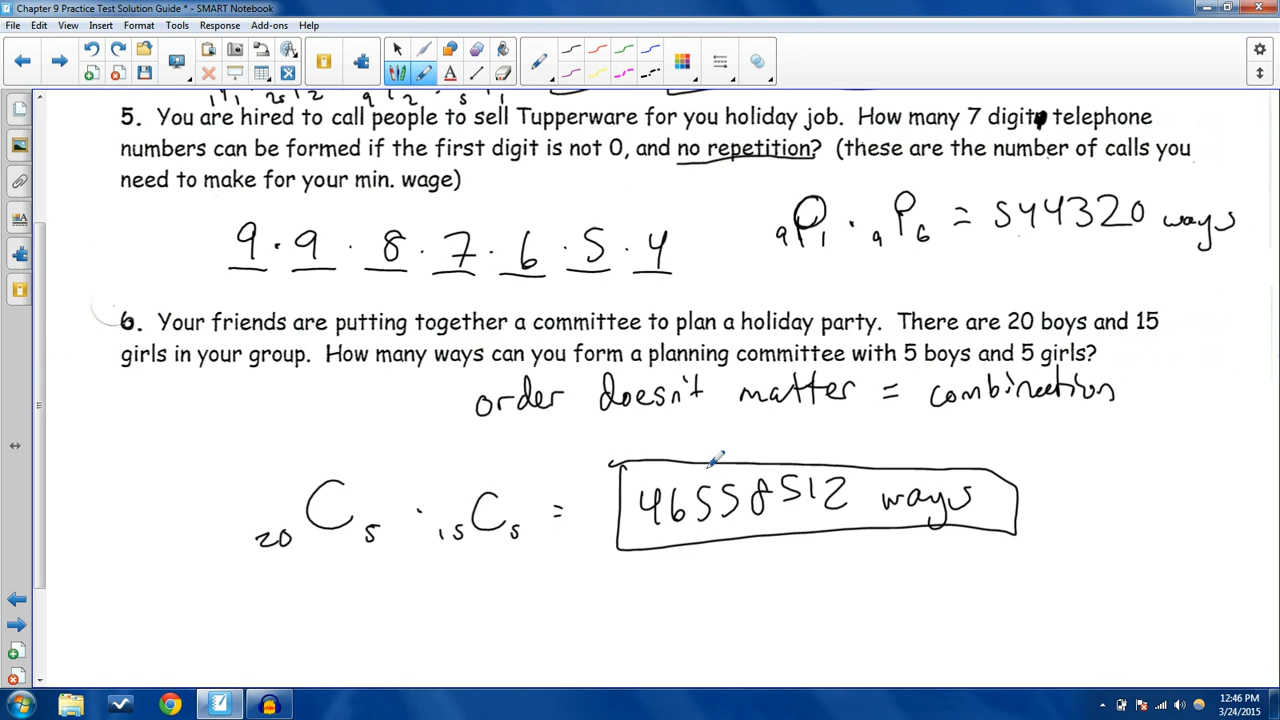 Chapter 9 Practice Test Solution Guide * - SMART Notebook
File Edit View Insert Format Tools Response Add-ons Help
5. You are hired to call people to sell Tupperware for you holiday job. How many 7 digit telephone
numbers can be formed if the first digit is not 0, and no repetition? (these are the number of calls you
need to make for your min. wage)
9P1 · 9P6 = 544320 ways
9 · 9 · 8 · 7 · 6 · 5 · 4
6. Your friends are putting together a committee to plan a holiday party. There are 20 boys and 15
girls in your group. How many ways can you form a planning committee with 5 boys and 5 girls?
order doesn't matter = combination
20C5 · 15C5 = 46558512 ways
12:46 PM
3/24/2015